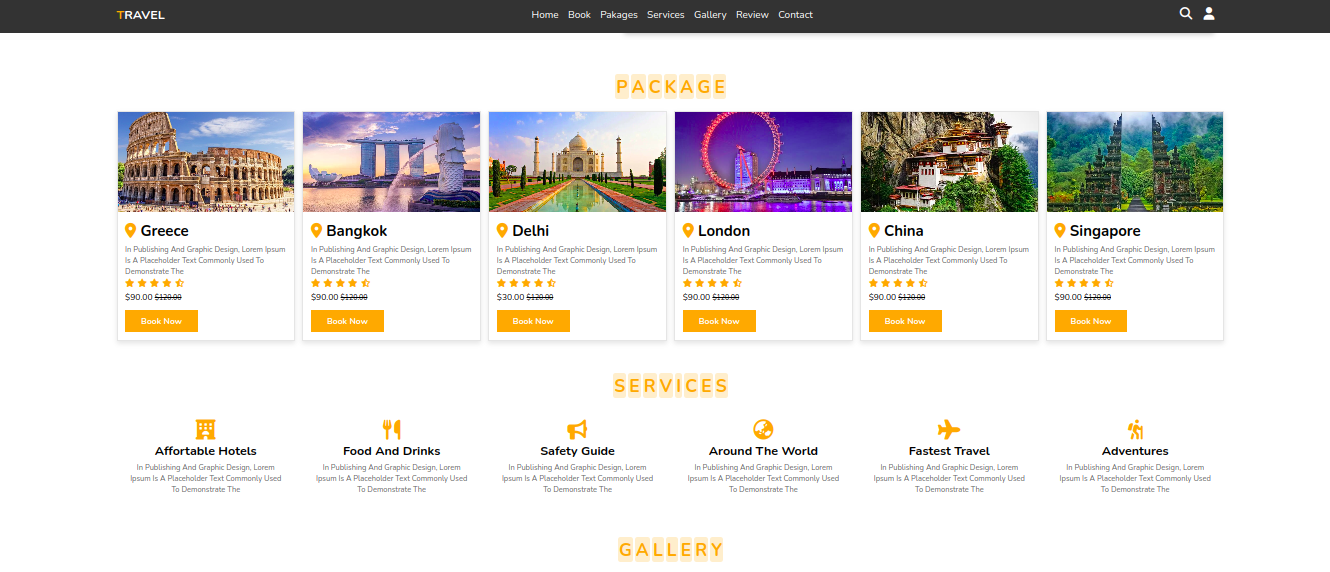 TRAVEL
Home Book Pakages Services Gallery Review Contact
PACKAGE
Greece
In Publishing And Graphic Design, Lorem Ipsum
Is A Placeholder Text Commonly Used To
Demonstrate The
$90.00 $120.00
Book Now
Bangkok
In Publishing And Graphic Design, Lorem Ipsum
Is A Placeholder Text Commonly Used To
Demonstrate The
$90.00 $120.00
Book Now
Delhi
In Publishing And Graphic Design, Lorem Ipsum
Is A Placeholder Text Commonly Used To
Demonstrate The
$30.00 $120.00
Book Now
London
In Publishing And Graphic Design, Lorem Ipsum
Is A Placeholder Text Commonly Used To
Demonstrate The
$90.00 $120.00
Book Now
China
In Publishing And Graphic Design, Lorem Ipsum
Is A Placeholder Text Commonly Used To
Demonstrate The
$90.00 $120.00
Book Now
Singapore
In Publishing And Graphic Design, Lorem Ipsum
Is A Placeholder Text Commonly Used To
Demonstrate The
$90.00 $120.00
Book Now
SERVICES
Affortable Hotels
In Publishing And Graphic Design, Lorem
Ipsum Is A Placeholder Text Commonly Used
To Demonstrate The
Food And Drinks
In Publishing And Graphic Design, Lorem
Ipsum Is A Placeholder Text Commonly Used
To Demonstrate The
Safety Guide
In Publishing And Graphic Design, Lorem
Ipsum Is A Placeholder Text Commonly Used
To Demonstrate The
Around The World
In Publishing And Graphic Design, Lorem
Ipsum Is A Placeholder Text Commonly Used
To Demonstrate The
Fastest Travel
In Publishing And Graphic Design, Lorem
Ipsum Is A Placeholder Text Commonly Used
To Demonstrate The
Adventures
In Publishing And Graphic Design, Lorem
Ipsum Is A Placeholder Text Commonly Used
To Demonstrate The
GALLERY